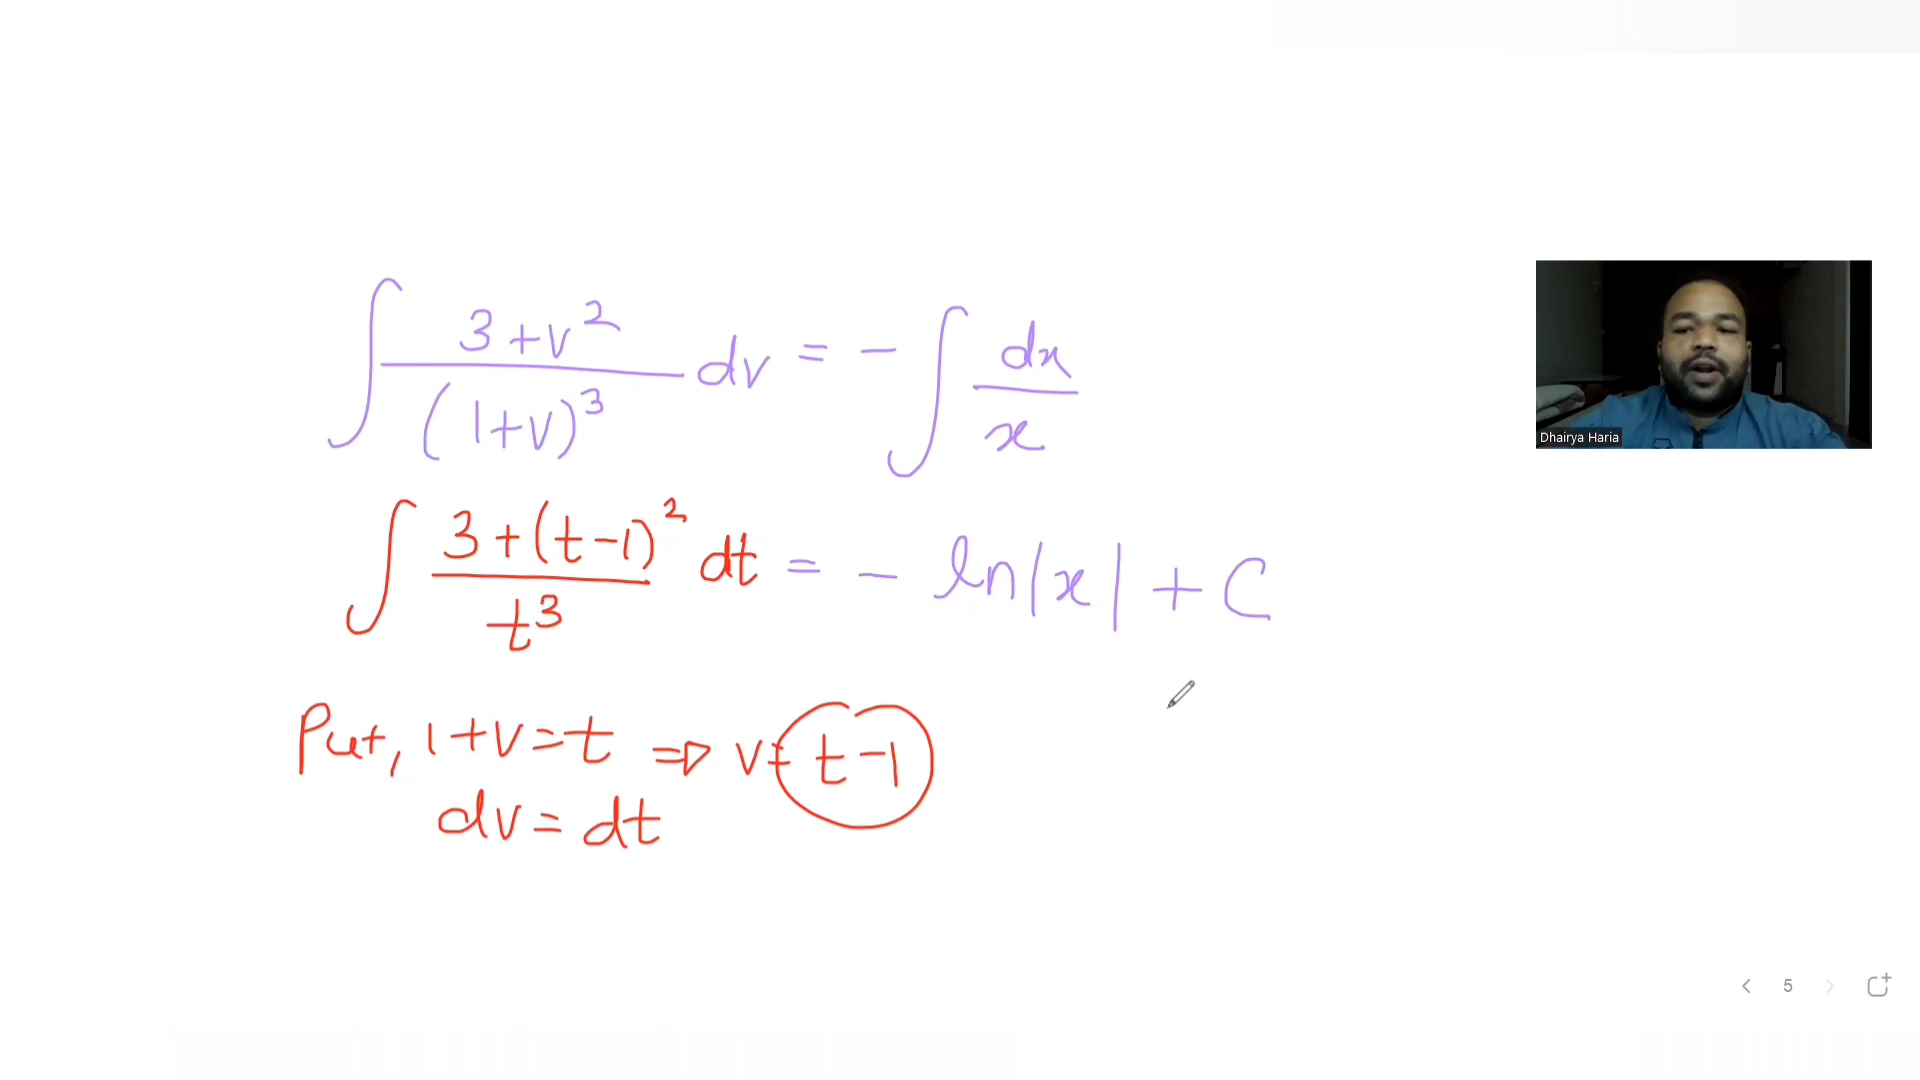 ∫ 3+v² / (1+v)³ dv = - ∫ dx / x
∫ 3+(t-1)² / t³ dt = - ln|x| + C
Put, 1+v=t ⇒ v= t-1
dv = dt
Dhairya Haria
5